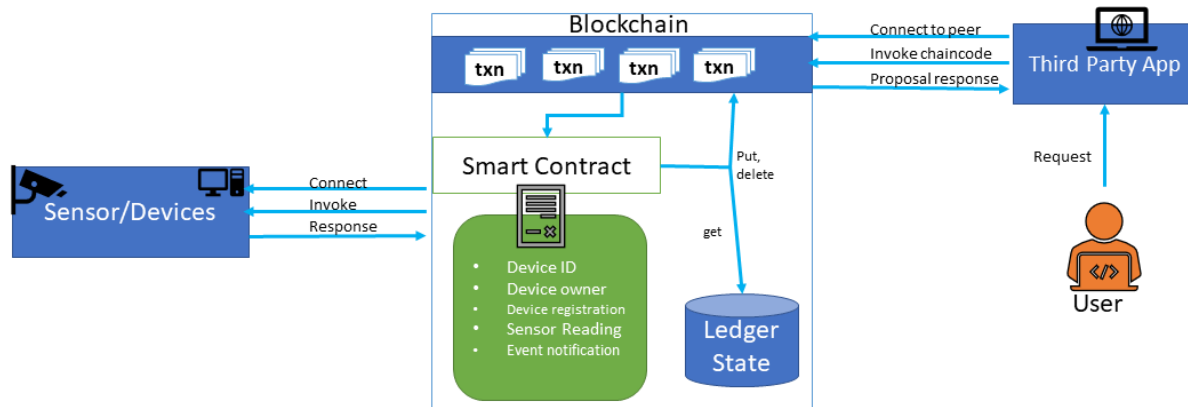 Blockchain
txn txn txn txn
Connect to peer
Invoke chaincode
Proposal response
Third Party App
Request
User
Smart Contract
Put,
delete
get
Connect
Invoke
Response
Sensor/Devices
• Device ID
• Device owner
• Device registration
• Sensor Reading
• Event notification
Ledger
State